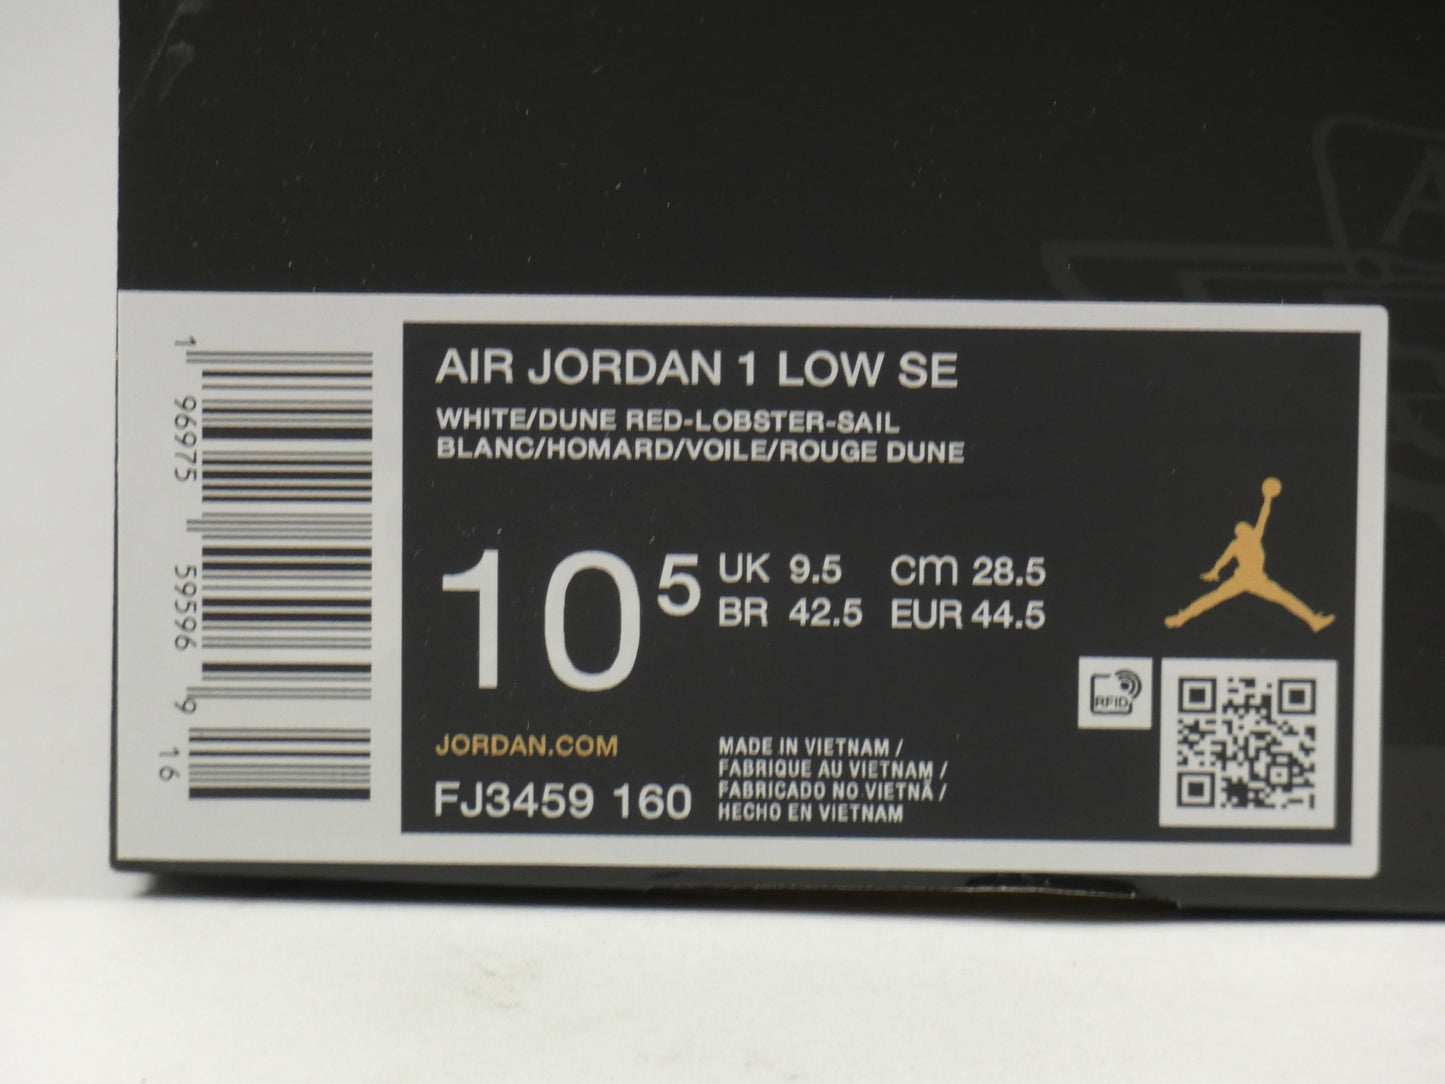 AIR JORDAN 1 LOW SE
WHITE/DUNE RED-LOBSTER-SAIL
BLANC/HOMARD/VOILE/ROUGE DUNE
10 5
UK 9.5 cm 28.5
BR 42.5 EUR 44.5
RFID
JORDAN.COM
FJ3459 160
MADE IN VIETNAM /
FABRIQUE AU VIETNAM /
FABRICADO NO VIETNÃ /
HECHO EN VIETNAM
1 96975 59596 9 16
A